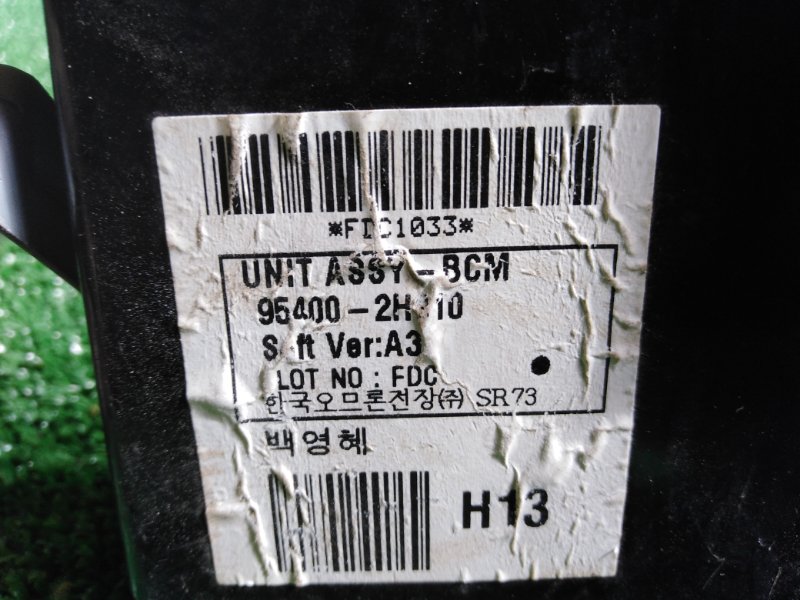 *FDC1033*
UNIT ASSY-BCM
95400-
Soft Ver:A3
LOT NO : FDC
한국오므론전장(주) SR73
백영혜
H13